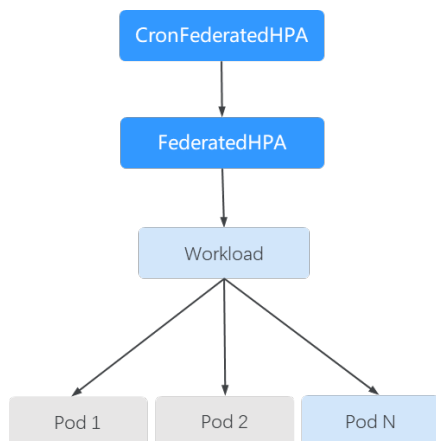 CronFederatedHPA
FederatedHPA
Workload
Pod 1
Pod 2
Pod N